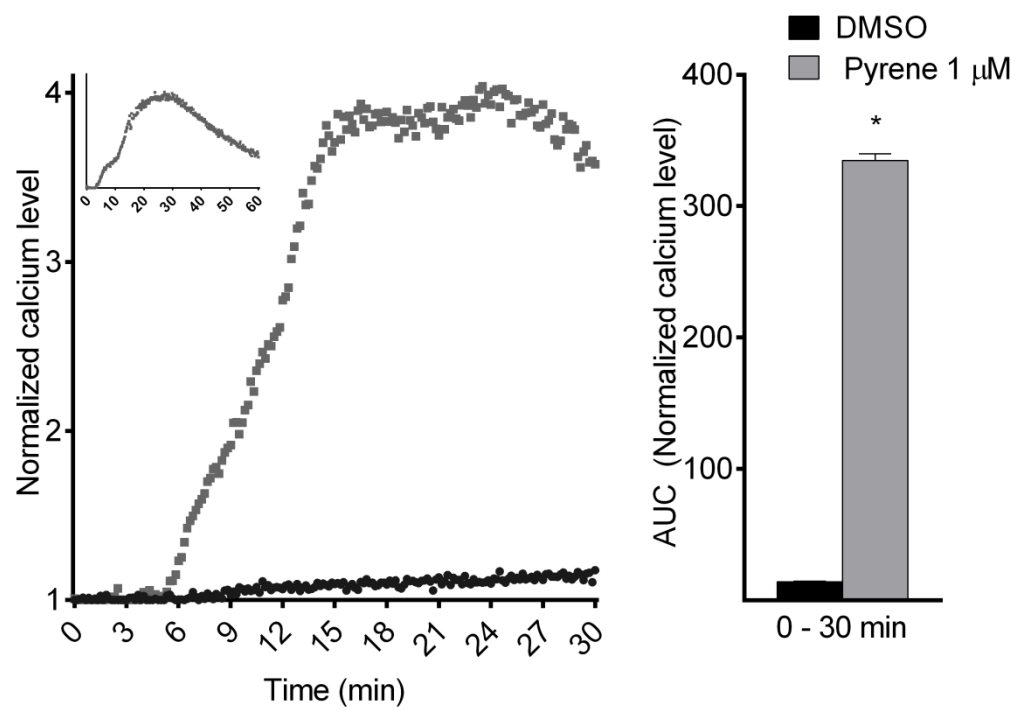 DMSO
Pyrene 1 μM
Normalized calcium level
4
3
2
1
0 10 20 30 40 50 60
0 3 6 9 12 15 18 21 24 27 30
Time (min)
AUC (Normalized calcium level)
400
300
200
100
*
0 - 30 min